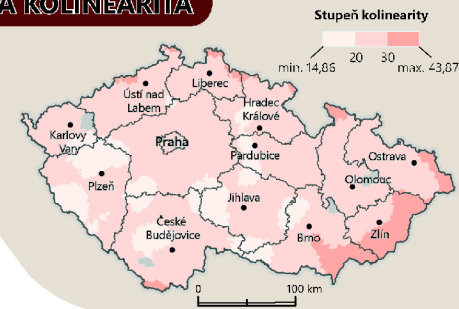 A KOLINEARITA
Stupeň kolinearity
20 30
min. 14,86 max. 43,87
Ústí nad
Labem
Liberec
Karlovy
Vary
Hradec
Králové
Praha
Pardubice
Plzeň
Ostrava
Olomouc
Jihlava
České
Budějovice
Brno
Zlín
0 100 km